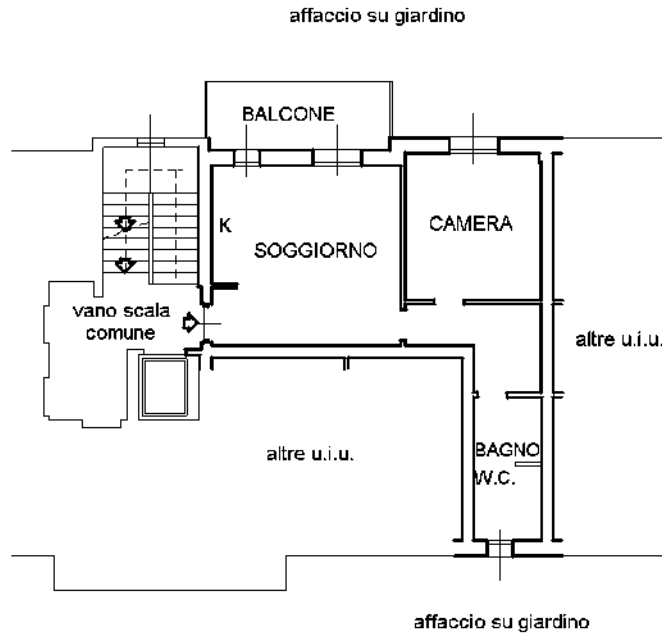 affaccio su giardino
BALCONE
K
SOGGIORNO
CAMERA
vano scala
comune
altre u.i.u.
altre u.i.u.
BAGNO
W.C.
affaccio su giardino